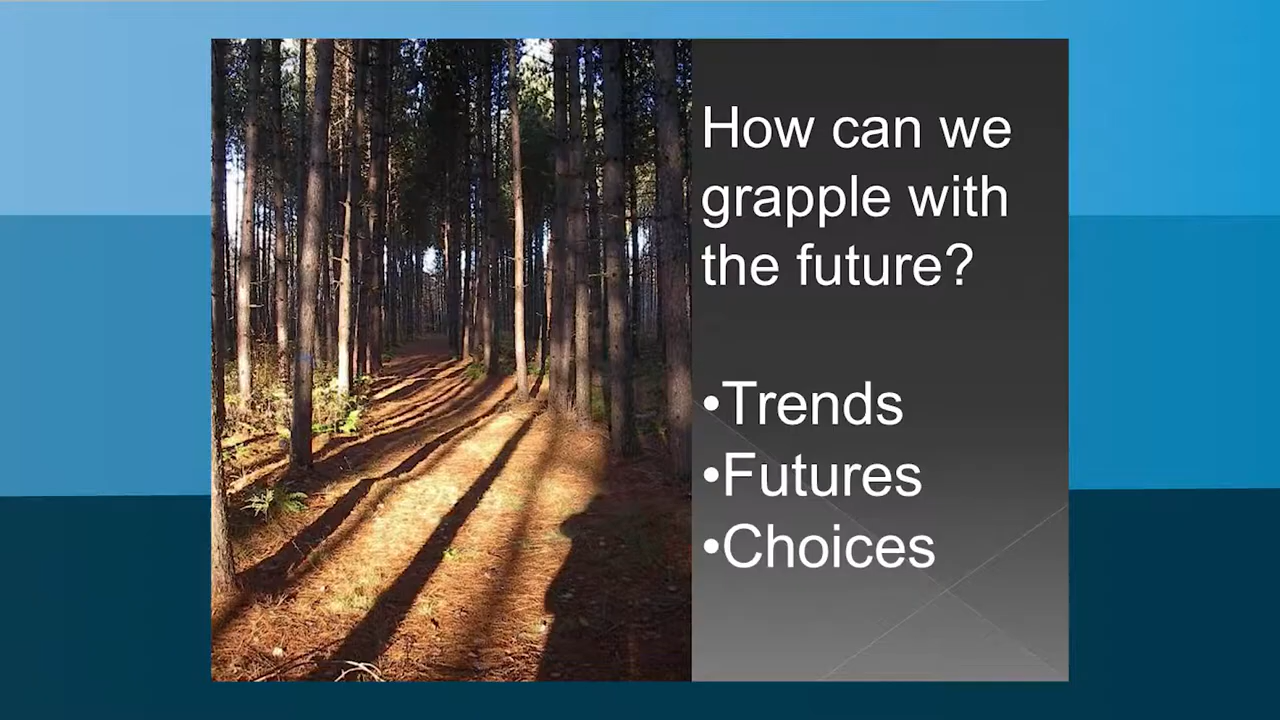 How can we
grapple with
the future?
•Trends
•Futures
•Choices